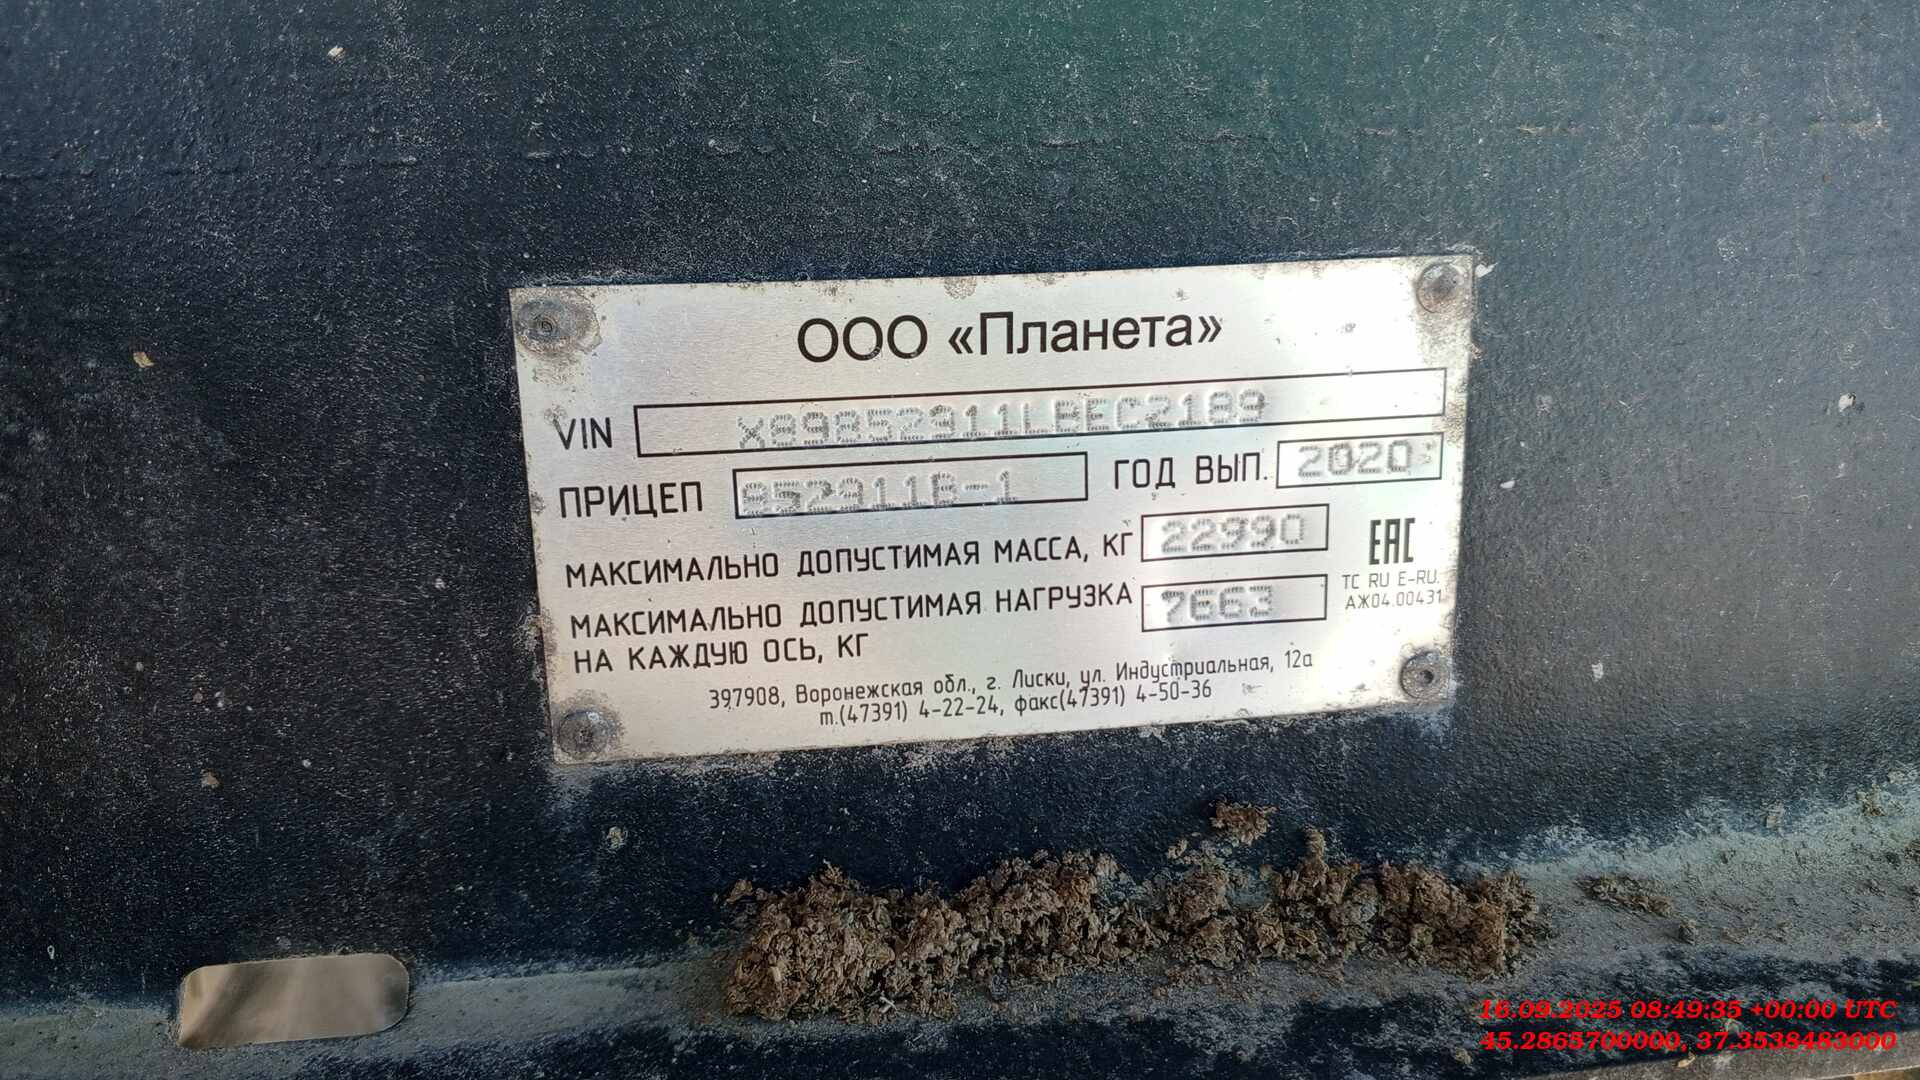 ООО «Планета»
VIN X89852911LBEC2189
ПРИЦЕП 852911В-1 ГОД ВЫП. 2020
МАКСИМАЛЬНО ДОПУСТИМАЯ МАССА, КГ 22990
EAC
МАКСИМАЛЬНО ДОПУСТИМАЯ НАГРУЗКА 7663
НА КАЖДУЮ ОСЬ, КГ
ТС RU E-RU.
АЖ04.00431
397908, Воронежская обл., г. Лиски, ул. Индустриальная, 12а
т.(47391) 4-22-24, факс(47391) 4-50-36
16.09.2025 08:49:35 +00:00 UTC
45.2865700000, 37.3538483000